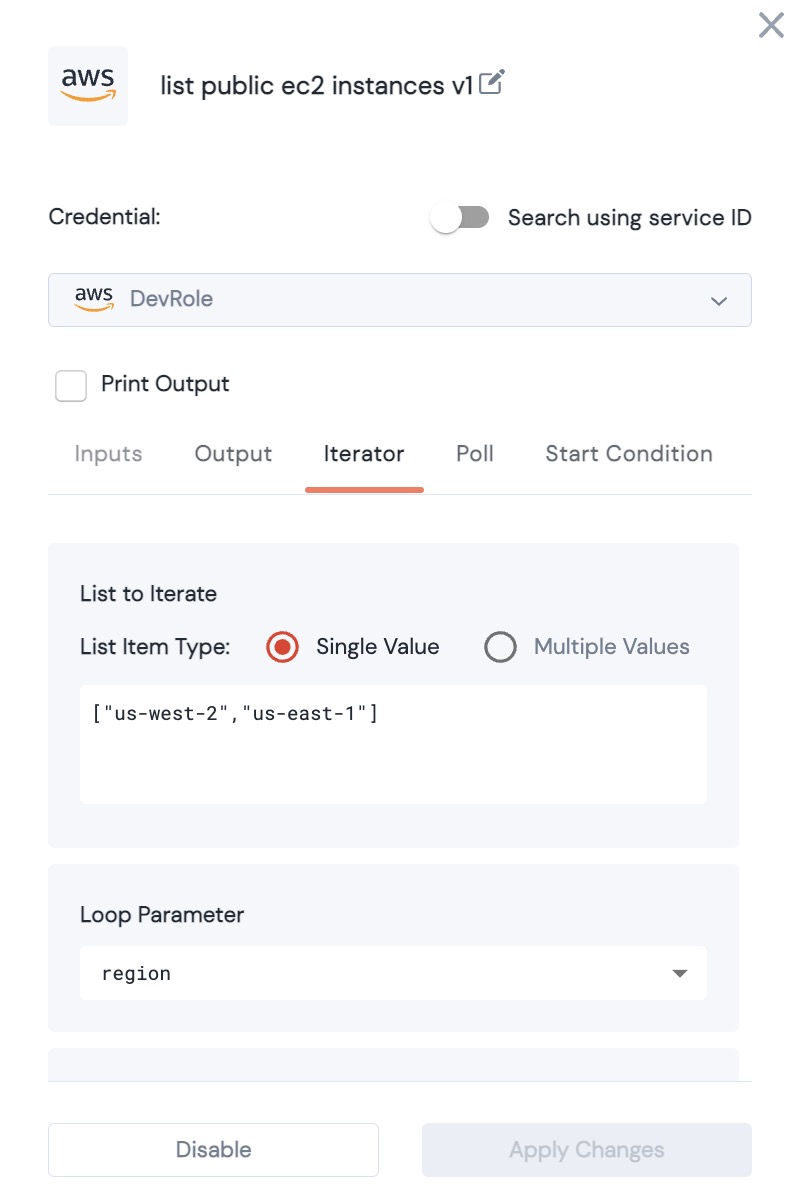 aws
list public ec2 instances v1
Credential:
Search using service ID
aws
DevRole
Print Output
Inputs Output Iterator Poll Start Condition
List to Iterate
List Item Type: Single Value Multiple Values
["us-west-2","us-east-1"]
Loop Parameter
region
Disable Apply Changes